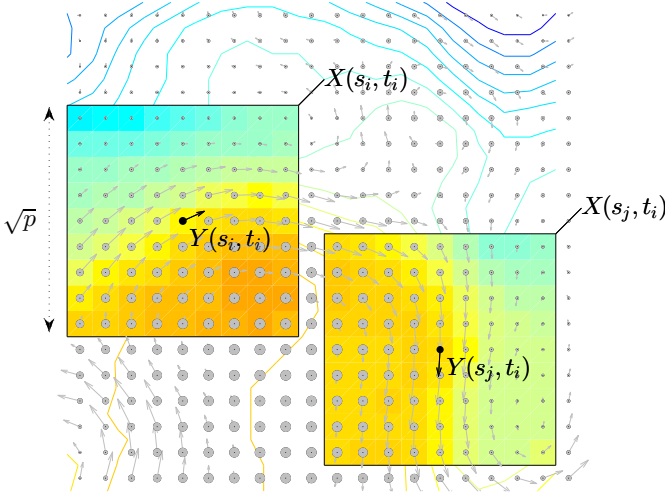 X(s_i, t_i)
X(s_j, t_i)
√p
Y(s_i, t_i)
Y(s_j, t_i)